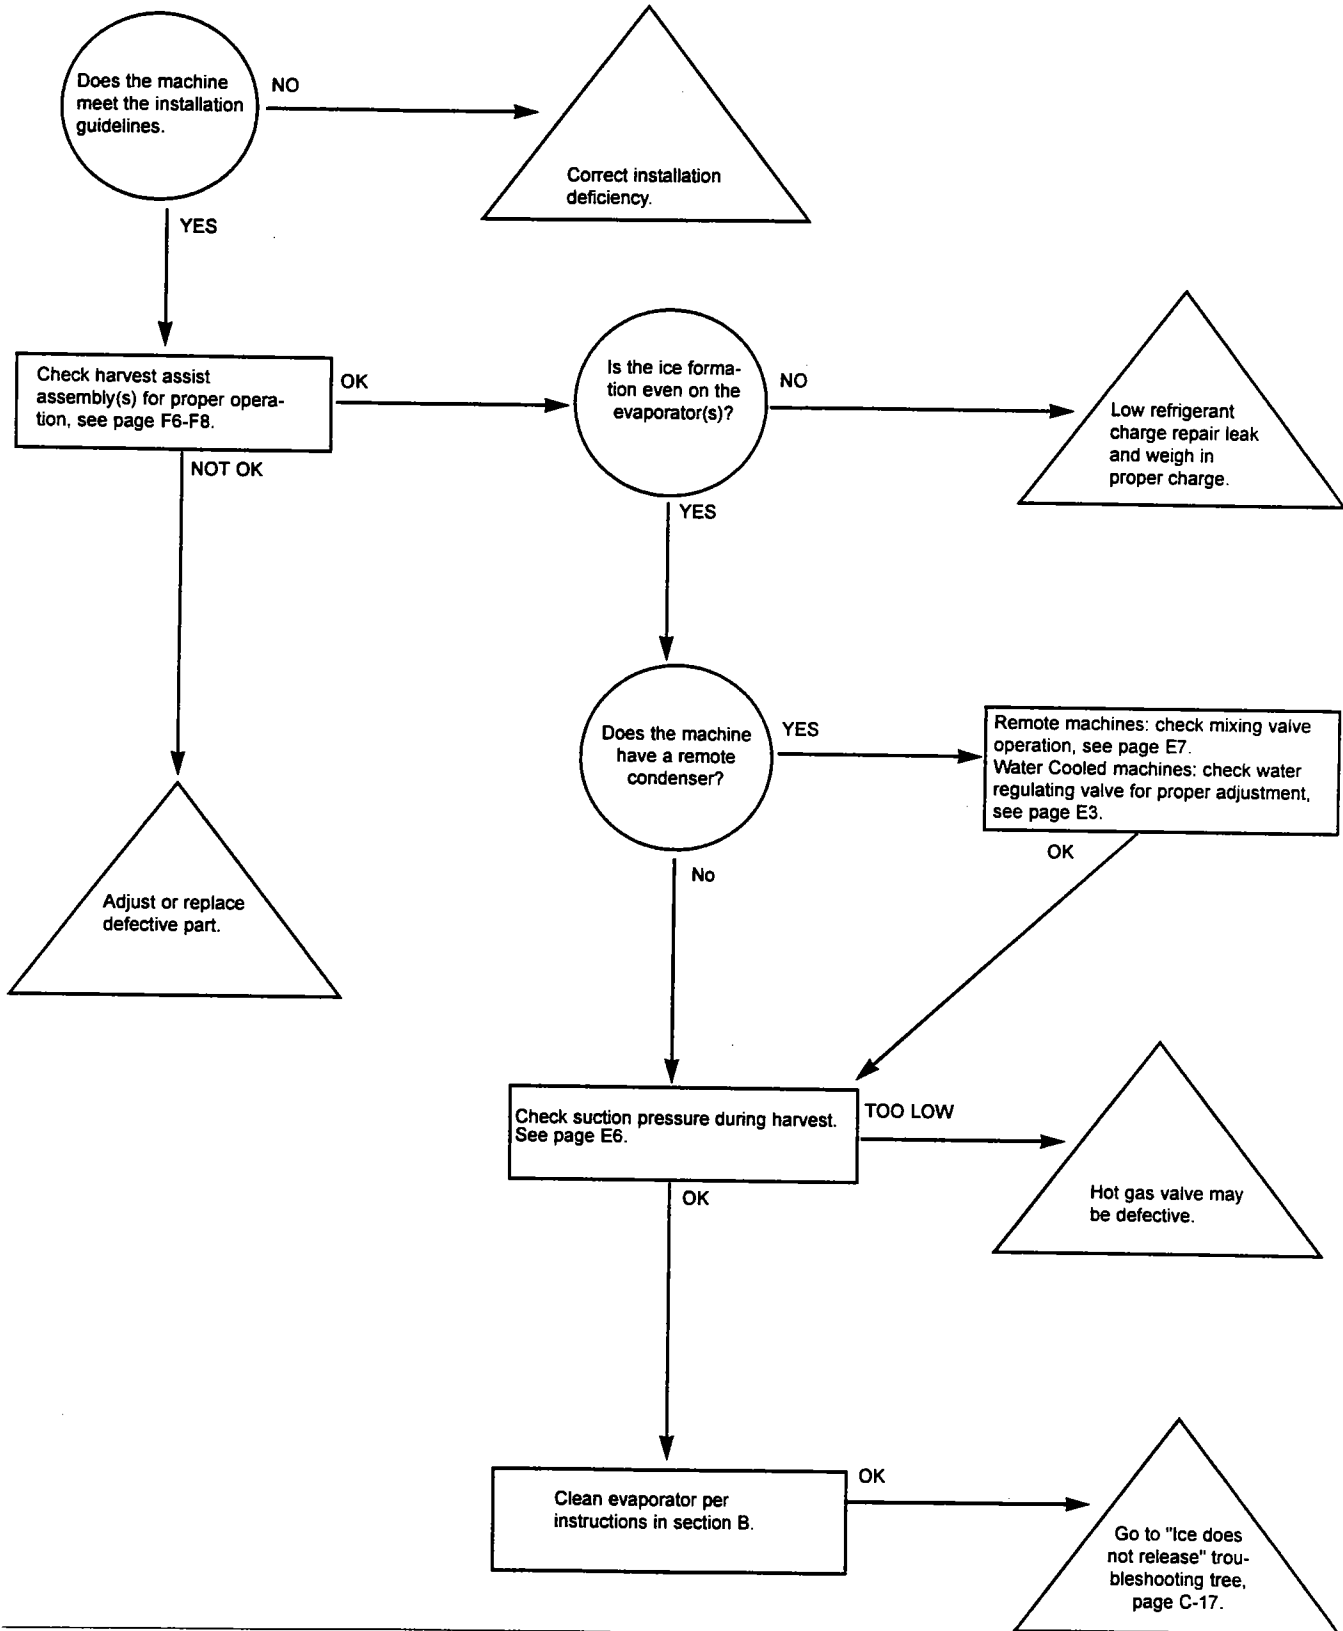 Does the machine
meet the installation
guidelines.
NO
Correct installation
deficiency.
YES
Check harvest assist
assembly(s) for proper opera-
tion, see page F6-F8.
OK
Is the ice forma-
tion even on the
evaporator(s)?
NO
Low refrigerant
charge repair leak
and weigh in
proper charge.
NOT OK
YES
Does the machine
have a remote
condenser?
YES
Remote machines: check mixing valve
operation, see page E7.
Water Cooled machines: check water
regulating valve for proper adjustment,
see page E3.
OK
No
Adjust or replace
defective part.
Check suction pressure during harvest.
See page E6.
TOO LOW
Hot gas valve may
be defective.
OK
Clean evaporator per
instructions in section B.
OK
Go to "Ice does
not release" trou-
bleshooting tree,
page C-17.